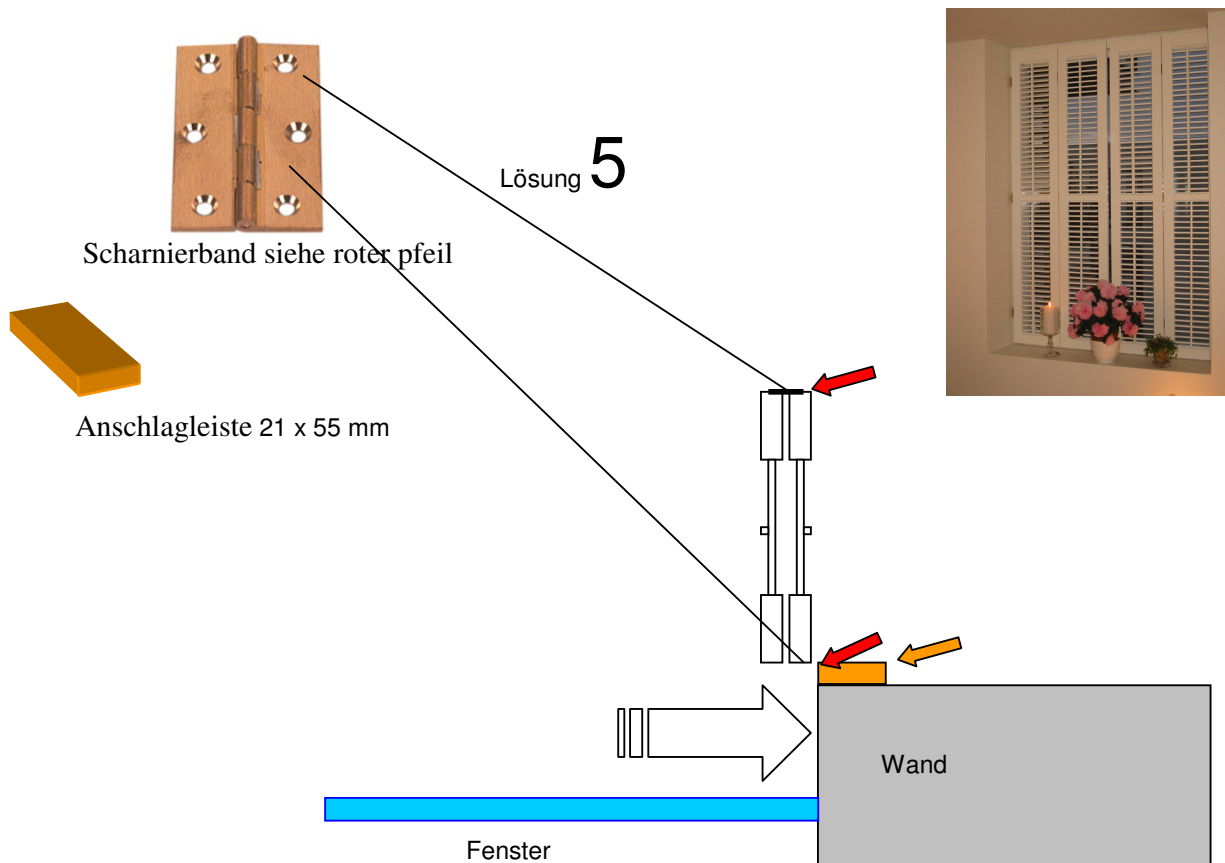 Lösung 5
Scharnierband siehe roter pfeil
Anschlagleiste 21 x 55 mm
Wand
Fenster